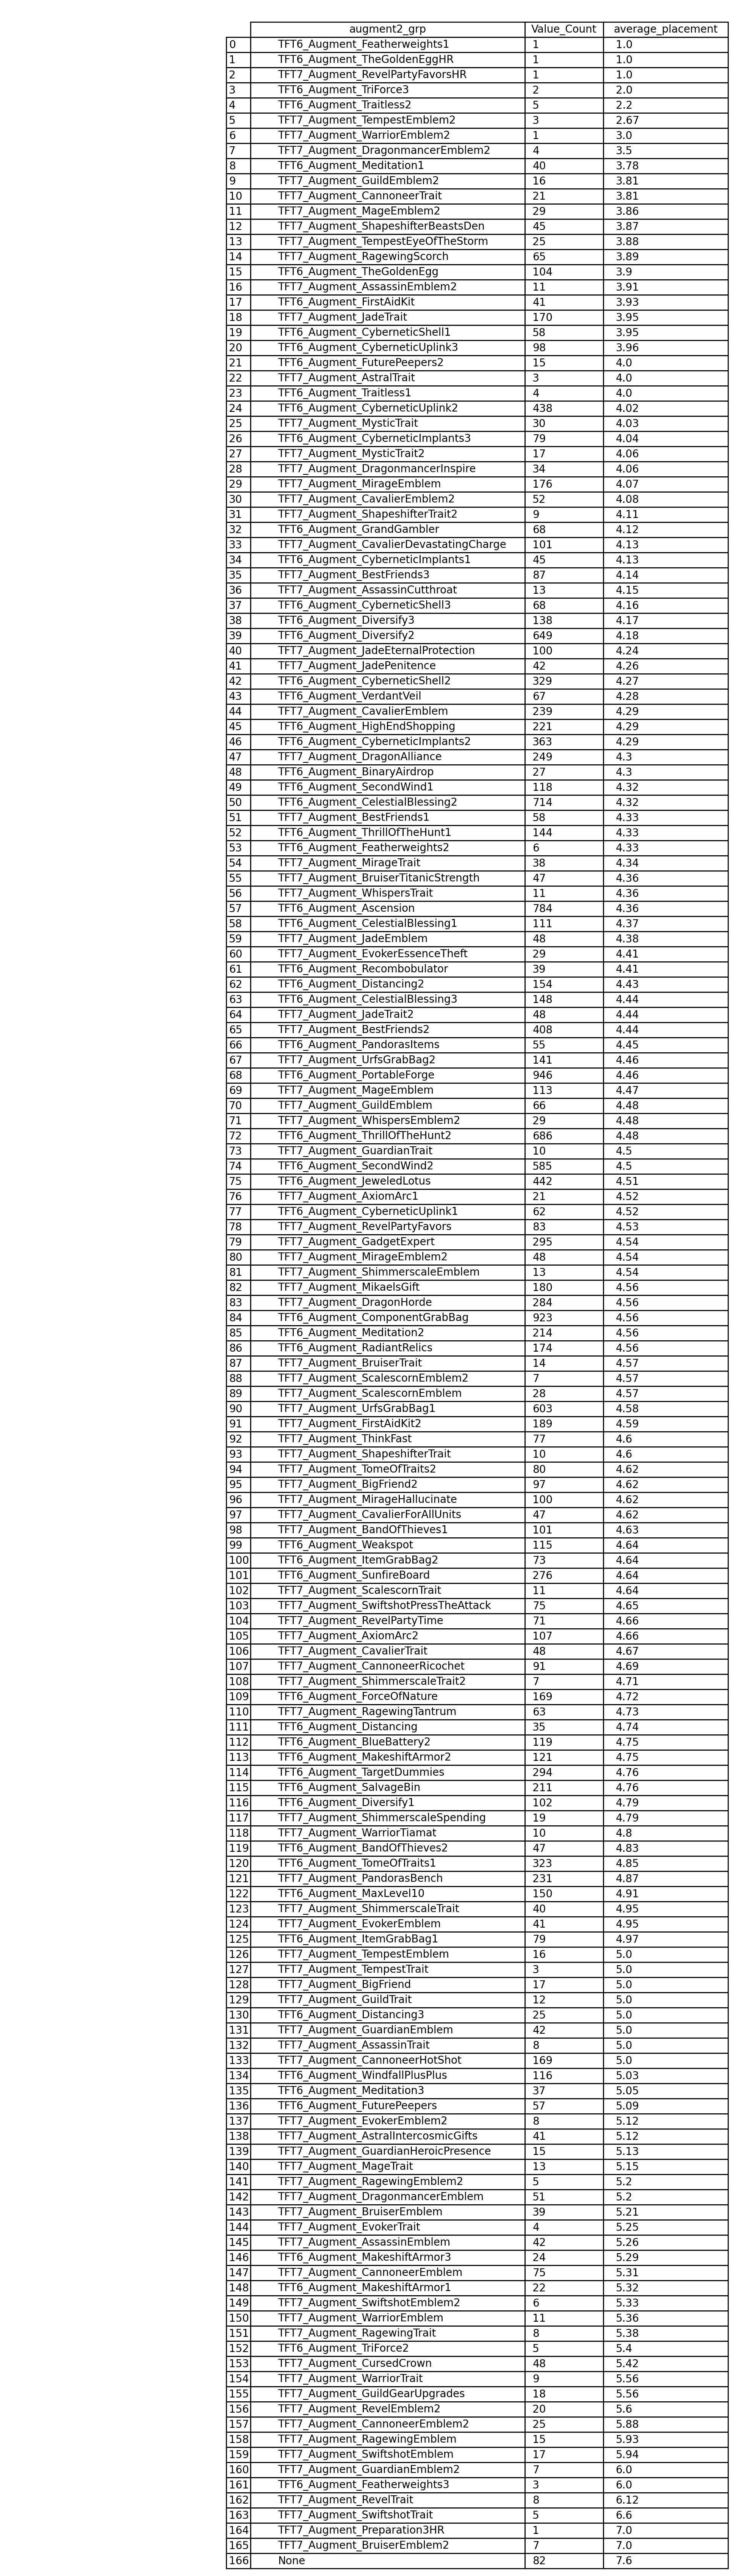 augment2_grp Value_Count average_placement
0 TFT6_Augment_Featherweights1 1 1.0
1 TFT6_Augment_TheGoldenEggHR 1 1.0
2 TFT7_Augment_RevelPartyFavorsHR 1 1.0
3 TFT6_Augment_TriForce3 2 2.0
4 TFT6_Augment_Traitless2 5 2.2
5 TFT7_Augment_TempestEmblem2 3 2.67
6 TFT7_Augment_WarriorEmblem2 1 3.0
7 TFT7_Augment_DragonmancerEmblem2 4 3.5
8 TFT6_Augment_Meditation1 40 3.78
9 TFT7_Augment_GuildEmblem2 16 3.81
10 TFT7_Augment_CannoneerTrait 21 3.81
11 TFT7_Augment_MageEmblem2 29 3.86
12 TFT7_Augment_ShapeshifterBeastsDen 45 3.87
13 TFT7_Augment_TempestEyeOfTheStorm 25 3.88
14 TFT7_Augment_RagewingScorch 65 3.89
15 TFT6_Augment_TheGoldenEgg 104 3.9
16 TFT7_Augment_AssassinEmblem2 11 3.91
17 TFT6_Augment_FirstAidKit 41 3.93
18 TFT7_Augment_JadeTrait 170 3.95
19 TFT6_Augment_CyberneticShell1 58 3.95
20 TFT6_Augment_CyberneticUplink3 98 3.96
21 TFT6_Augment_FuturePeepers2 15 4.0
22 TFT7_Augment_AstralTrait 3 4.0
23 TFT6_Augment_Traitless1 4 4.0
24 TFT6_Augment_CyberneticUplink2 438 4.02
25 TFT7_Augment_MysticTrait 30 4.03
26 TFT6_Augment_CyberneticImplants3 79 4.04
27 TFT7_Augment_MysticTrait2 17 4.06
28 TFT7_Augment_DragonmancerInspire 34 4.06
29 TFT7_Augment_MirageEmblem 176 4.07
30 TFT7_Augment_CavalierEmblem2 52 4.08
31 TFT7_Augment_ShapeshifterTrait2 9 4.11
32 TFT6_Augment_GrandGambler 68 4.12
33 TFT7_Augment_CavalierDevastatingCharge 101 4.13
34 TFT6_Augment_CyberneticImplants1 45 4.13
35 TFT7_Augment_BestFriends3 87 4.14
36 TFT7_Augment_AssassinCutthroat 13 4.15
37 TFT6_Augment_CyberneticShell3 68 4.16
38 TFT6_Augment_Diversify3 138 4.17
39 TFT6_Augment_Diversify2 649 4.18
40 TFT7_Augment_JadeEternalProtection 100 4.24
41 TFT7_Augment_JadePenitence 42 4.26
42 TFT6_Augment_CyberneticShell2 329 4.27
43 TFT6_Augment_VerdantVeil 67 4.28
44 TFT7_Augment_CavalierEmblem 239 4.29
45 TFT6_Augment_HighEndShopping 221 4.29
46 TFT6_Augment_CyberneticImplants2 363 4.29
47 TFT7_Augment_DragonAlliance 249 4.3
48 TFT6_Augment_BinaryAirdrop 27 4.3
49 TFT6_Augment_SecondWind1 118 4.32
50 TFT6_Augment_CelestialBlessing2 714 4.32
51 TFT7_Augment_BestFriends1 58 4.33
52 TFT6_Augment_ThrillOfTheHunt1 144 4.33
53 TFT6_Augment_Featherweights2 6 4.33
54 TFT7_Augment_MirageTrait 38 4.34
55 TFT7_Augment_BruiserTitanicStrength 47 4.36
56 TFT7_Augment_WhispersTrait 11 4.36
57 TFT6_Augment_Ascension 784 4.36
58 TFT6_Augment_CelestialBlessing1 111 4.37
59 TFT7_Augment_JadeEmblem 48 4.38
60 TFT7_Augment_EvokerEssenceTheft 29 4.41
61 TFT6_Augment_Recombobulator 39 4.41
62 TFT6_Augment_Distancing2 154 4.43
63 TFT6_Augment_CelestialBlessing3 148 4.44
64 TFT7_Augment_JadeTrait2 48 4.44
65 TFT7_Augment_BestFriends2 408 4.44
66 TFT6_Augment_PandorasItems 55 4.45
67 TFT7_Augment_UrfsGrabBag2 141 4.46
68 TFT6_Augment_PortableForge 946 4.46
69 TFT7_Augment_MageEmblem 113 4.47
70 TFT7_Augment_GuildEmblem 66 4.48
71 TFT7_Augment_WhispersEmblem2 29 4.48
72 TFT6_Augment_ThrillOfTheHunt2 686 4.48
73 TFT7_Augment_GuardianTrait 10 4.5
74 TFT6_Augment_SecondWind2 585 4.5
75 TFT6_Augment_JeweledLotus 442 4.51
76 TFT7_Augment_AxiomArc1 21 4.52
77 TFT6_Augment_CyberneticUplink1 62 4.52
78 TFT7_Augment_RevelPartyFavors 83 4.53
79 TFT7_Augment_GadgetExpert 295 4.54
80 TFT7_Augment_MirageEmblem2 48 4.54
81 TFT7_Augment_ShimmerscaleEmblem 13 4.54
82 TFT7_Augment_MikaelsGift 180 4.56
83 TFT7_Augment_DragonHorde 284 4.56
84 TFT6_Augment_ComponentGrabBag 923 4.56
85 TFT6_Augment_Meditation2 214 4.56
86 TFT6_Augment_RadiantRelics 174 4.56
87 TFT7_Augment_BruiserTrait 14 4.57
88 TFT7_Augment_ScalescornEmblem2 7 4.57
89 TFT7_Augment_ScalescornEmblem 28 4.57
90 TFT7_Augment_UrfsGrabBag1 603 4.58
91 TFT7_Augment_FirstAidKit2 189 4.59
92 TFT7_Augment_ThinkFast 77 4.6
93 TFT7_Augment_ShapeshifterTrait 10 4.6
94 TFT7_Augment_TomeOfTraits2 80 4.62
95 TFT7_Augment_BigFriend2 97 4.62
96 TFT7_Augment_MirageHallucinate 100 4.62
97 TFT7_Augment_CavalierForAllUnits 47 4.62
98 TFT7_Augment_BandOfThieves1 101 4.63
99 TFT6_Augment_Weakspot 115 4.64
100 TFT6_Augment_ItemGrabBag2 73 4.64
101 TFT6_Augment_SunfireBoard 276 4.64
102 TFT7_Augment_ScalescornTrait 11 4.64
103 TFT7_Augment_SwiftshotPressTheAttack 75 4.65
104 TFT7_Augment_RevelPartyTime 71 4.66
105 TFT7_Augment_AxiomArc2 107 4.66
106 TFT7_Augment_CavalierTrait 48 4.67
107 TFT7_Augment_CannoneerRicochet 91 4.69
108 TFT7_Augment_ShimmerscaleTrait2 7 4.71
109 TFT6_Augment_ForceOfNature 169 4.72
110 TFT7_Augment_RagewingTantrum 63 4.73
111 TFT6_Augment_Distancing 35 4.74
112 TFT6_Augment_BlueBattery2 119 4.75
113 TFT6_Augment_MakeshiftArmor2 121 4.75
114 TFT6_Augment_TargetDummies 294 4.76
115 TFT6_Augment_SalvageBin 211 4.76
116 TFT6_Augment_Diversify1 102 4.79
117 TFT7_Augment_ShimmerscaleSpending 19 4.79
118 TFT7_Augment_WarriorTiamat 10 4.8
119 TFT6_Augment_BandOfThieves2 47 4.83
120 TFT6_Augment_TomeOfTraits1 323 4.85
121 TFT7_Augment_PandorasBench 231 4.87
122 TFT6_Augment_MaxLevel10 150 4.91
123 TFT7_Augment_ShimmerscaleTrait 40 4.95
124 TFT7_Augment_EvokerEmblem 41 4.95
125 TFT6_Augment_ItemGrabBag1 79 4.97
126 TFT7_Augment_TempestEmblem 16 5.0
127 TFT7_Augment_TempestTrait 3 5.0
128 TFT7_Augment_BigFriend 17 5.0
129 TFT7_Augment_GuildTrait 12 5.0
130 TFT6_Augment_Distancing3 25 5.0
131 TFT7_Augment_GuardianEmblem 42 5.0
132 TFT7_Augment_AssassinTrait 8 5.0
133 TFT7_Augment_CannoneerHotShot 169 5.0
134 TFT6_Augment_WindfallPlusPlus 116 5.03
135 TFT6_Augment_Meditation3 37 5.05
136 TFT6_Augment_FuturePeepers 57 5.09
137 TFT7_Augment_EvokerEmblem2 8 5.12
138 TFT7_Augment_AstralIntercosmicGifts 41 5.12
139 TFT7_Augment_GuardianHeroicPresence 15 5.13
140 TFT7_Augment_MageTrait 13 5.15
141 TFT7_Augment_RagewingEmblem2 5 5.2
142 TFT7_Augment_DragonmancerEmblem 51 5.2
143 TFT7_Augment_BruiserEmblem 39 5.21
144 TFT7_Augment_EvokerTrait 4 5.25
145 TFT7_Augment_AssassinEmblem 42 5.26
146 TFT6_Augment_MakeshiftArmor3 24 5.29
147 TFT7_Augment_CannoneerEmblem 75 5.31
148 TFT6_Augment_MakeshiftArmor1 22 5.32
149 TFT7_Augment_SwiftshotEmblem2 6 5.33
150 TFT7_Augment_WarriorEmblem 11 5.36
151 TFT7_Augment_RagewingTrait 8 5.38
152 TFT6_Augment_TriForce2 5 5.4
153 TFT7_Augment_CursedCrown 48 5.42
154 TFT7_Augment_WarriorTrait 9 5.56
155 TFT7_Augment_GuildGearUpgrades 18 5.56
156 TFT7_Augment_RevelEmblem2 20 5.6
157 TFT7_Augment_CannoneerEmblem2 25 5.88
158 TFT7_Augment_RagewingEmblem 15 5.93
159 TFT7_Augment_SwiftshotEmblem 17 5.94
160 TFT7_Augment_GuardianEmblem2 7 6.0
161 TFT6_Augment_Featherweights3 3 6.0
162 TFT7_Augment_RevelTrait 8 6.12
163 TFT7_Augment_SwiftshotTrait 5 6.6
164 TFT7_Augment_Preparation3HR 1 7.0
165 TFT7_Augment_BruiserEmblem2 7 7.0
166 None 82 7.6